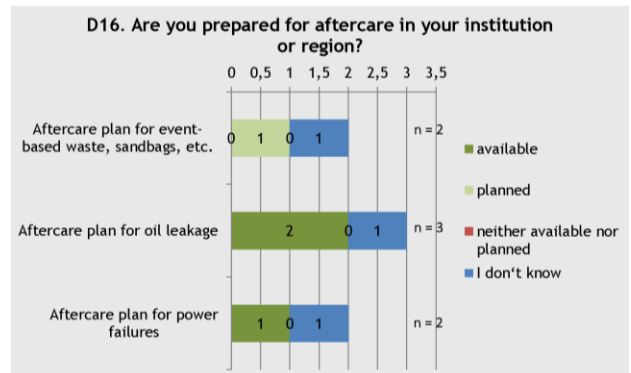 D16. Are you prepared for aftercare in your institution
or region?
0 0,5 1 1,5 2 2,5 3 3,5
Aftercare plan for event-
based waste, sandbags, etc.
0 1 0 1
n = 2
available
planned
Aftercare plan for oil leakage
2 0 1
n = 3
neither available nor
planned
I don't know
Aftercare plan for power
failures
1 0 1
n = 2